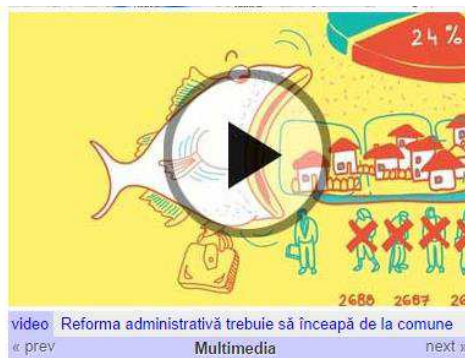 24%
2688 2687
video Reforma administrativă trebuie să înceapă de la comune
« prev Multimedia next »